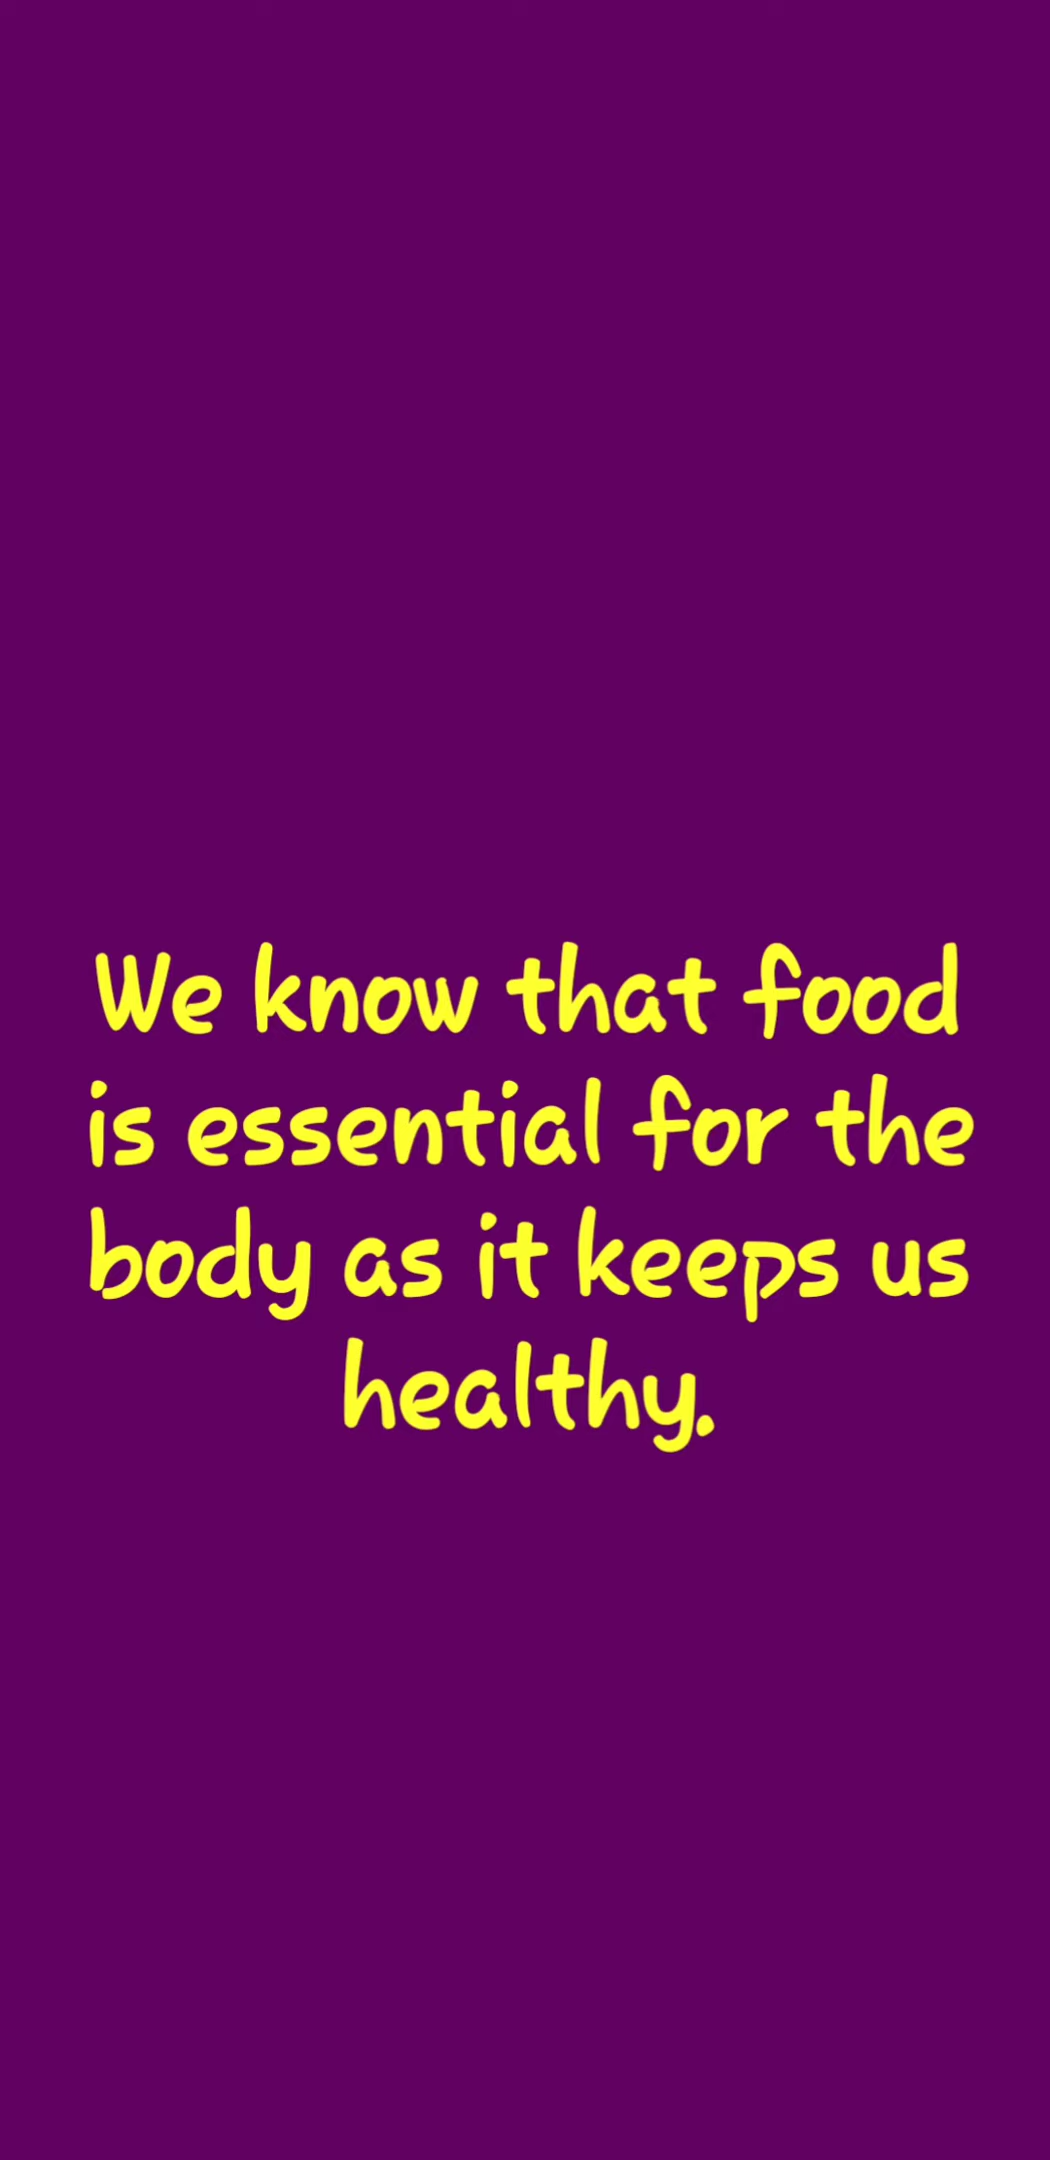 We know that food
is essential for the
body as it keeps us
healthy.